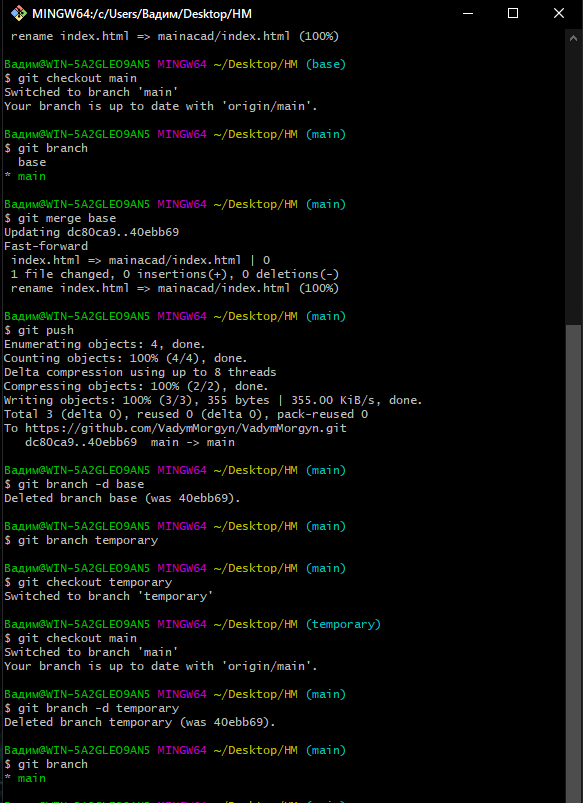 MINGW64:/c/Users/Вадим/Desktop/HM
rename index.html => mainacad/index.html (100%)
Вадим@WIN-5A2GLEO9AN5 MINGW64 ~/Desktop/HM (base)
$ git checkout main
Switched to branch 'main'
Your branch is up to date with 'origin/main'.
Вадим@WIN-5A2GLEO9AN5 MINGW64 ~/Desktop/HM (main)
$ git branch
base
* main
Вадим@WIN-5A2GLEO9AN5 MINGW64 ~/Desktop/HM (main)
$ git merge base
Updating dc80ca9..40ebb69
Fast-forward
index.html => mainacad/index.html | 0
1 file changed, 0 insertions(+), 0 deletions(-)
rename index.html => mainacad/index.html (100%)
Вадим@WIN-5A2GLEO9AN5 MINGW64 ~/Desktop/HM (main)
$ git push
Enumerating objects: 4, done.
Counting objects: 100% (4/4), done.
Delta compression using up to 8 threads
Compressing objects: 100% (2/2), done.
Writing objects: 100% (3/3), 355 bytes | 355.00 KiB/s, done.
Total 3 (delta 0), reused 0 (delta 0), pack-reused 0
To https://github.com/VadymMorgyn/VadymMorgyn.git
dc80ca9..40ebb69  main -> main
Вадим@WIN-5A2GLEO9AN5 MINGW64 ~/Desktop/HM (main)
$ git branch -d base
Deleted branch base (was 40ebb69).
Вадим@WIN-5A2GLEO9AN5 MINGW64 ~/Desktop/HM (main)
$ git branch temporary
Вадим@WIN-5A2GLEO9AN5 MINGW64 ~/Desktop/HM (main)
$ git checkout temporary
Switched to branch 'temporary'
Вадим@WIN-5A2GLEO9AN5 MINGW64 ~/Desktop/HM (temporary)
$ git checkout main
Switched to branch 'main'
Your branch is up to date with 'origin/main'.
Вадим@WIN-5A2GLEO9AN5 MINGW64 ~/Desktop/HM (main)
$ git branch -d temporary
Deleted branch temporary (was 40ebb69).
Вадим@WIN-5A2GLEO9AN5 MINGW64 ~/Desktop/HM (main)
$ git branch
* main
Вадим@WIN-5A2GLEO9AN5 MINGW64 ~/Desktop/HM (main)